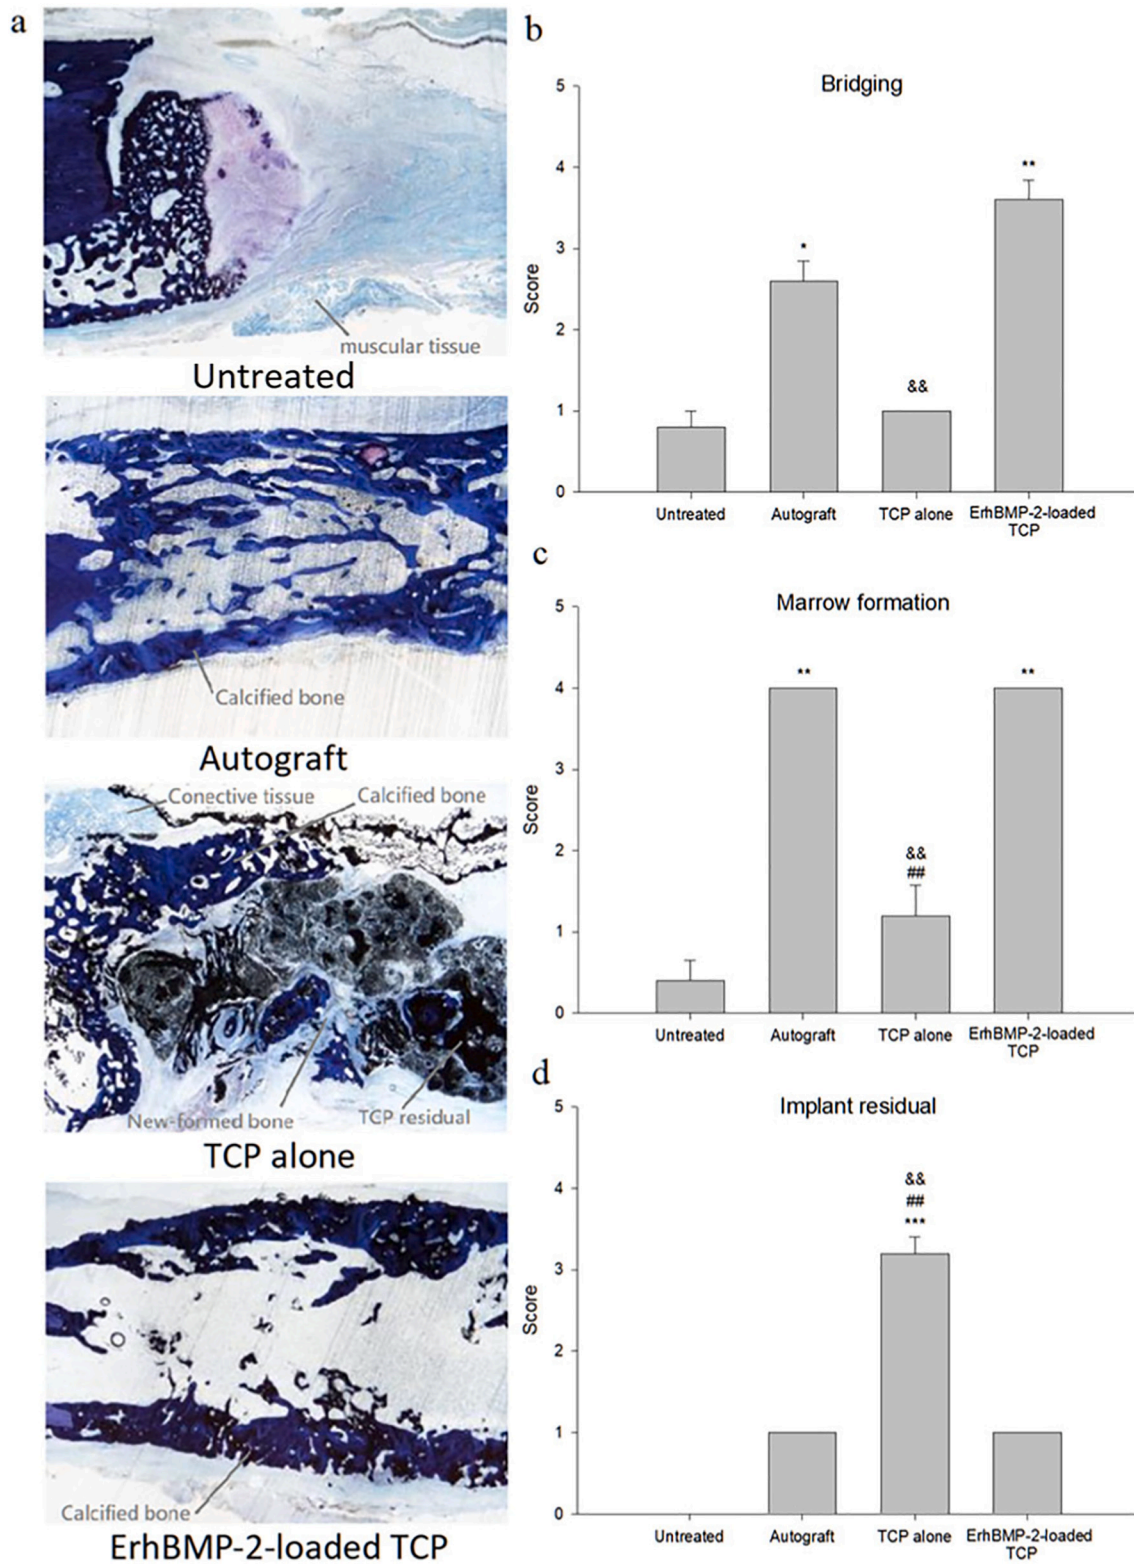 a
muscular tissue
Untreated
Calcified bone
Autograft
Conective tissue
Calcified bone
New-formed bone
TCP residual
TCP alone
Calcified bone
ErhBMP-2-loaded TCP
b
Bridging
5
4
3
2
1
0
Score
*
&&
**
Untreated
Autograft
TCP alone
ErhBMP-2-loaded
TCP
c
Marrow formation
5
4
3
2
1
0
Score
**
&&
##
**
Untreated
Autograft
TCP alone
ErhBMP-2-loaded
TCP
d
Implant residual
5
4
3
2
1
0
Score
&&
##
***
Untreated
Autograft
TCP alone
ErhBMP-2-loaded
TCP